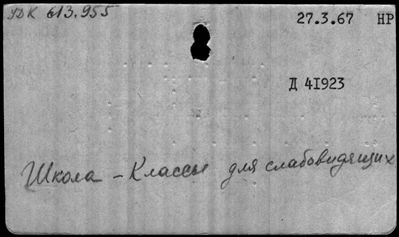 УДК 613.955
27.3.67 НР
Д 41923
Школа – Классы для слабовидящих